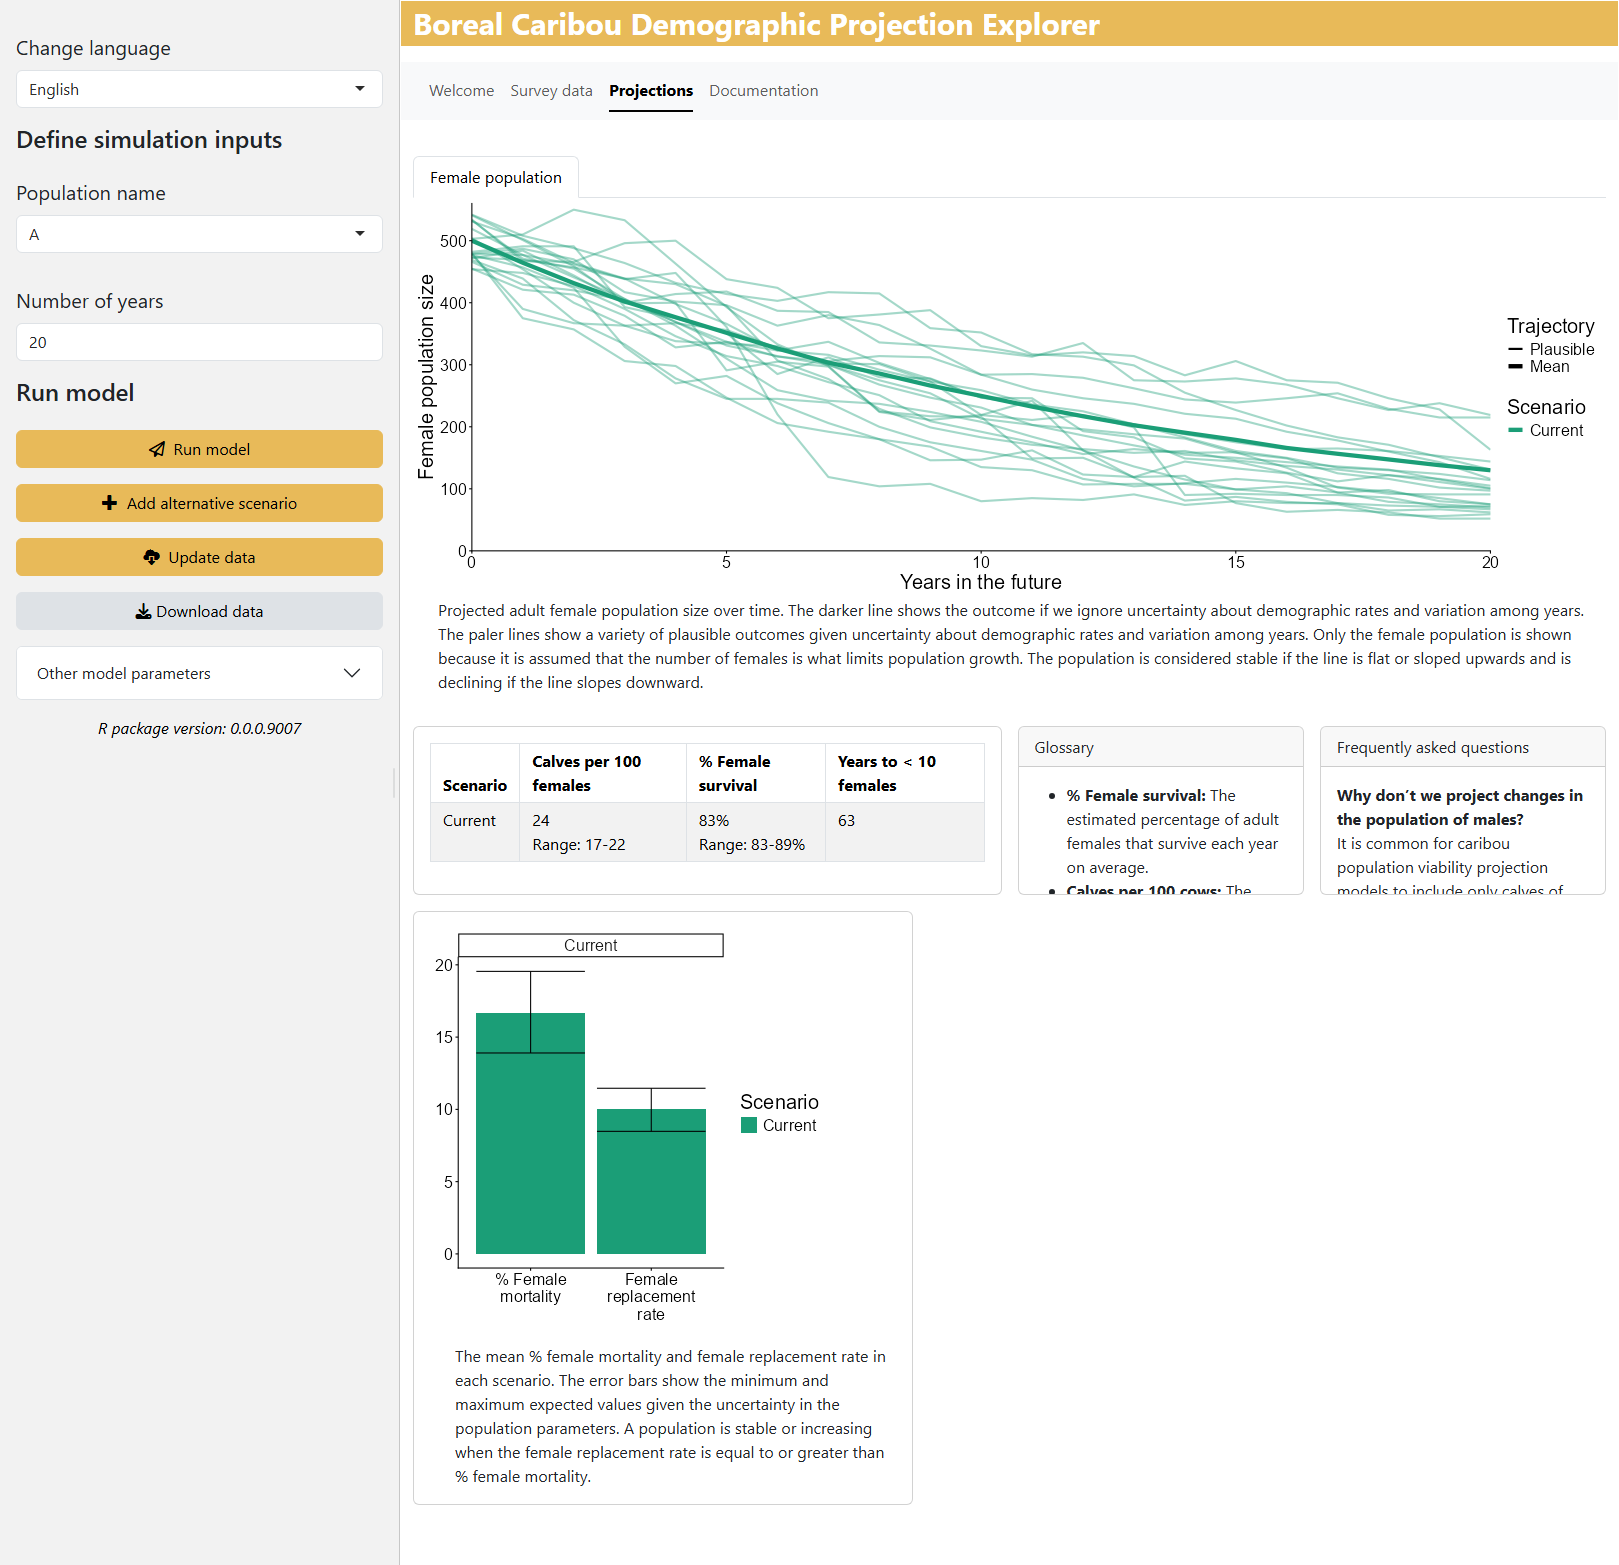 Change language
English
Define simulation inputs
Population name
A
Number of years
20
Run model
Run model
Add alternative scenario
Update data
Download data
Other model parameters
R package version: 0.0.0.9007
Boreal Caribou Demographic Projection Explorer
Welcome Survey data Projections Documentation
Female population
Female population size
500
400
300
200
100
0
0 5 10 15 20
Years in the future
Trajectory
Plausible
Mean
Scenario
Current
Projected adult female population size over time. The darker line shows the outcome if we ignore uncertainty about demographic rates and variation among years.
The paler lines show a variety of plausible outcomes given uncertainty about demographic rates and variation among years. Only the female population is shown
because it is assumed that the number of females is what limits population growth. The population is considered stable if the line is flat or sloped upwards and is
declining if the line slopes downward.
Scenario
Calves per 100
females
% Female
survival
Years to < 10
females
Current
24
Range: 17-22
83%
Range: 83-89%
63
Glossary
% Female survival: The
estimated percentage of adult
females that survive each year
on average.
Calves per 100 cows: The
Frequently asked questions
Why don’t we project changes in
the population of males?
It is common for caribou
population viability projection
models to include only calves of
Current
20
15
10
5
0
% Female
mortality
Female
replacement
rate
Scenario
Current
The mean % female mortality and female replacement rate in
each scenario. The error bars show the minimum and
maximum expected values given the uncertainty in the
population parameters. A population is stable or increasing
when the female replacement rate is equal to or greater than
% female mortality.